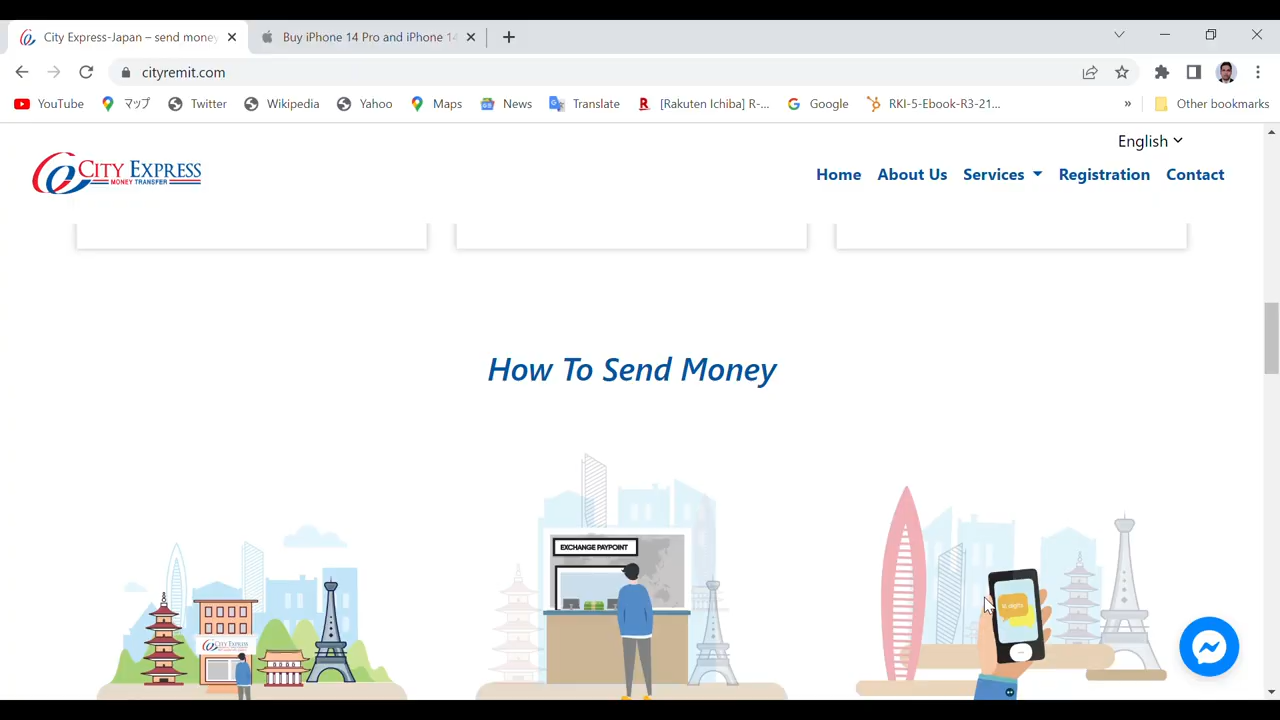 City Express-Japan – send money
Buy iPhone 14 Pro and iPhone 14
cityremit.com
YouTube
マップ
Twitter
Wikipedia
Yahoo
Maps
News
Translate
[Rakuten Ichiba] R-...
Google
RKI-5-Ebook-R3-21...
»
Other bookmarks
English
CITY EXPRESS
MONEY TRANSFER
Home
About Us
Services
Registration
Contact
How To Send Money
EXCHANGE PAYPOINT
CITY EXPRESS